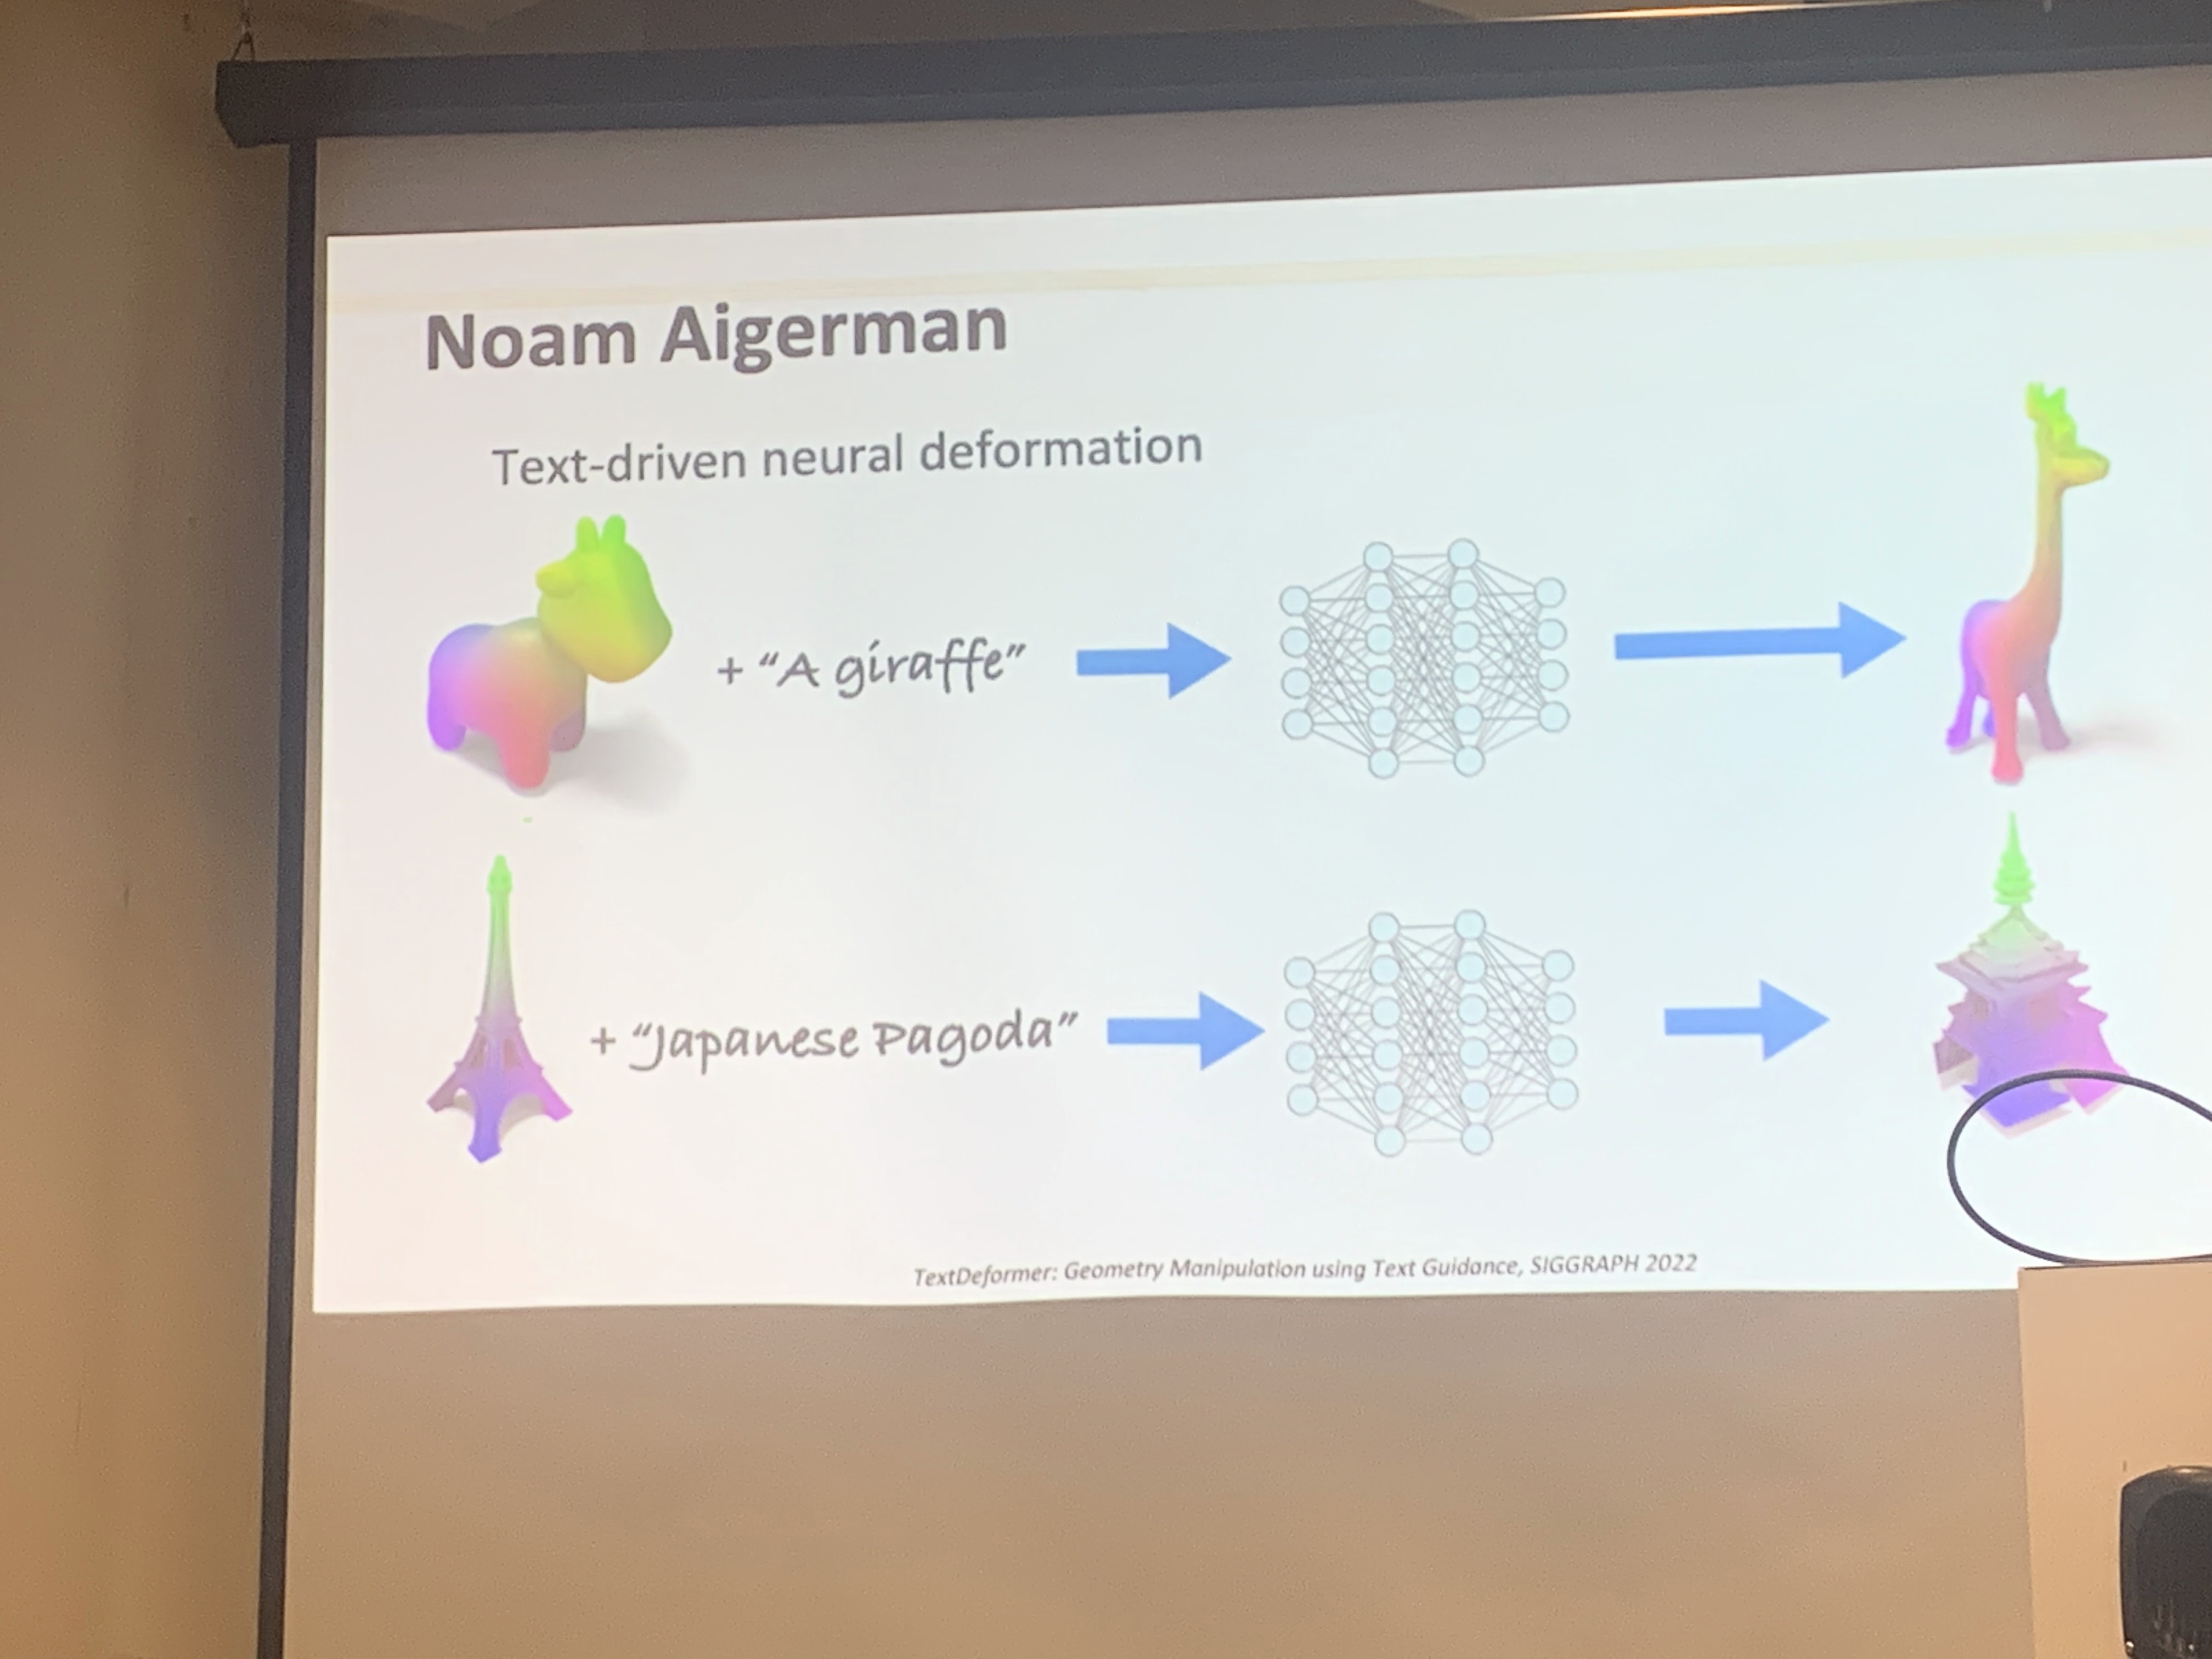 Noam Aigerman
Text-driven neural deformation
+ “A giraffe”
+ “Japanese Pagoda”
TextDeformer: Geometry Manipulation using Text Guidance, SIGGRAPH 2022